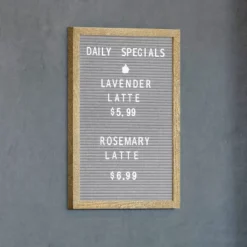 DAILY SPECIALS
LAVENDER
LATTE
$5.99
ROSEMARY
LATTE
$6.99